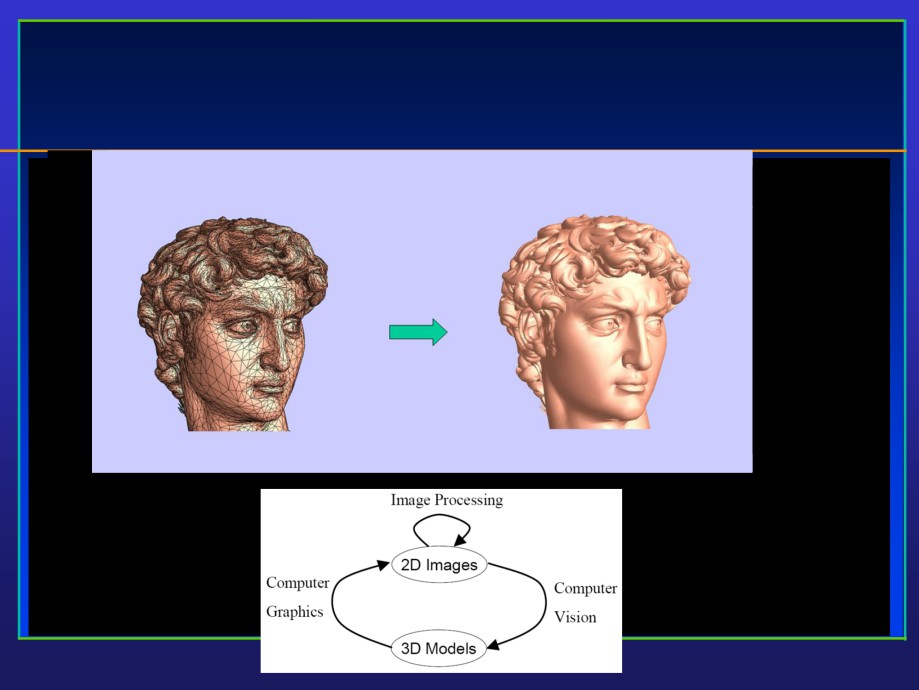 Image Processing
2D Images
Computer
Graphics
Computer
Vision
3D Models